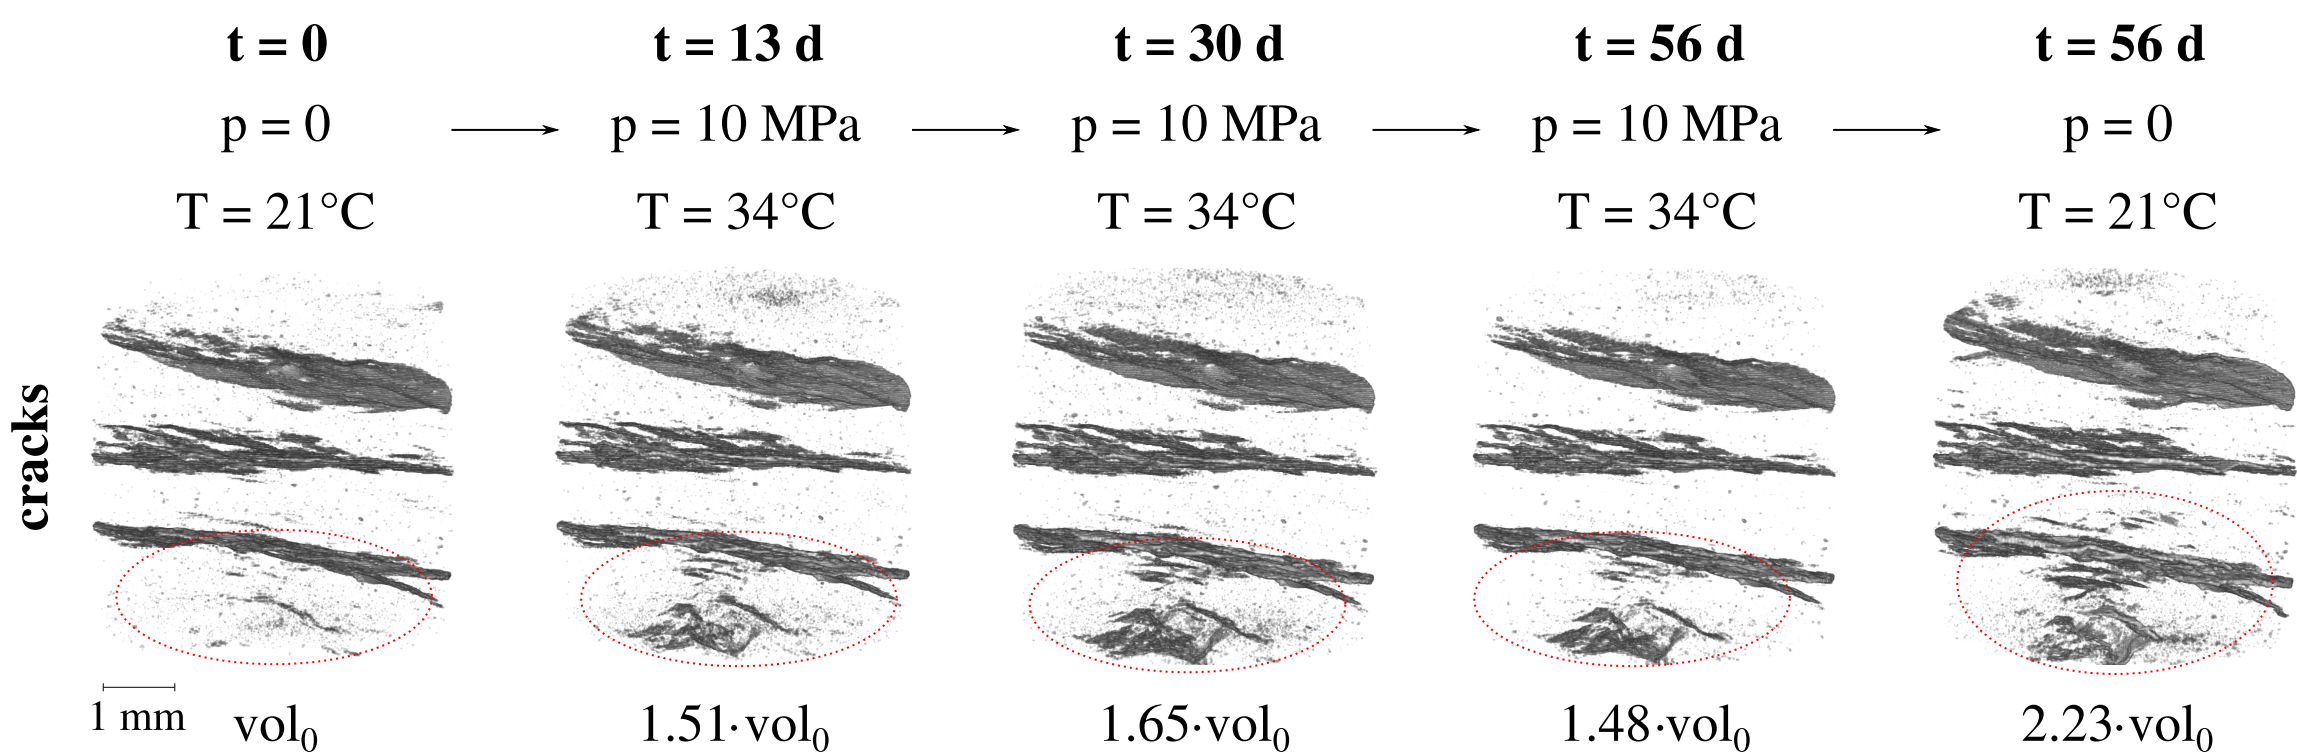 t = 0 t = 13 d t = 30 d t = 56 d t = 56 d
p = 0 p = 10 MPa p = 10 MPa p = 10 MPa p = 0
T = 21°C T = 34°C T = 34°C T = 34°C T = 21°C
cracks
1 mm vol₀ 1.51·vol₀ 1.65·vol₀ 1.48·vol₀ 2.23·vol₀